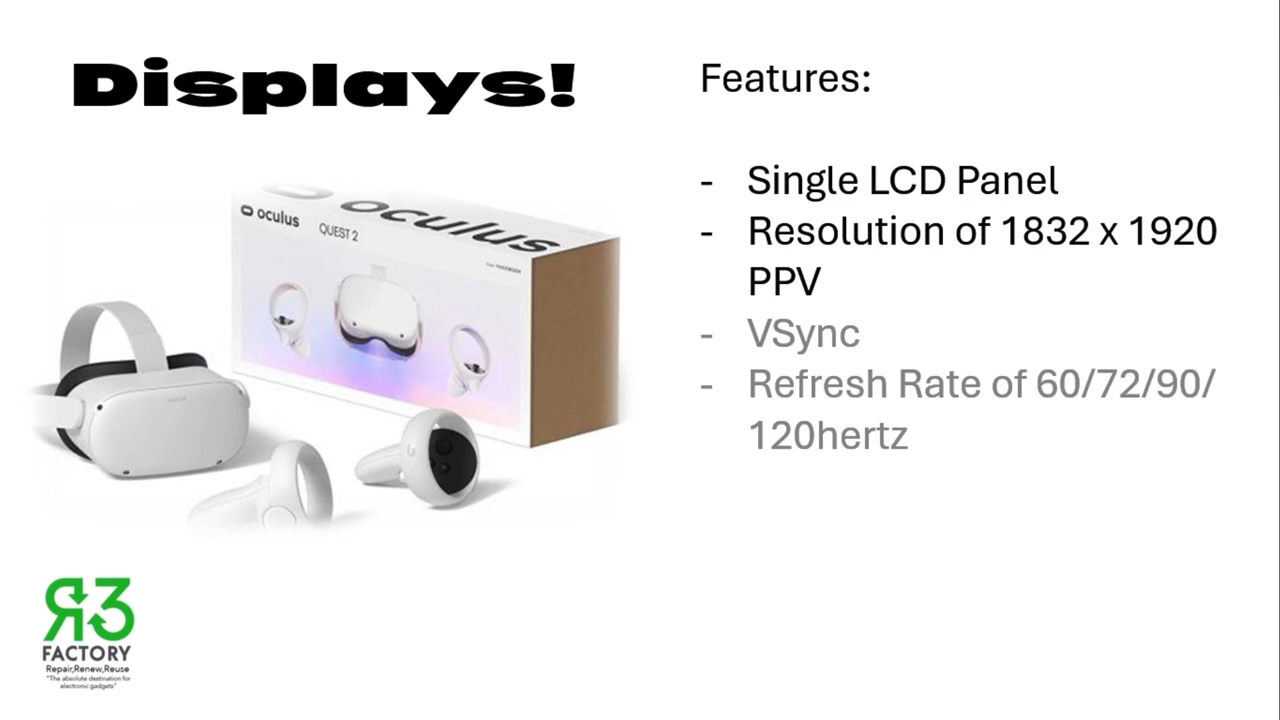 Displays!
Features:
- Single LCD Panel
- Resolution of 1832 x 1920
PPV
- VSync
- Refresh Rate of 60/72/90/
120hertz
oculus
oculus
QUEST 2
FACTORY
Repair,Renew,Reuse
"The absolute destination for
electronic gadgets"